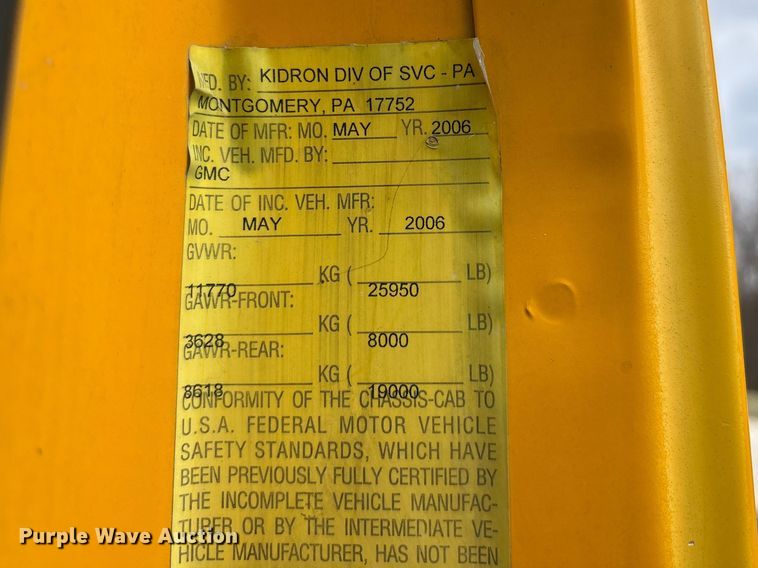 MFD. BY: KIDRON DIV OF SVC - PA
MONTGOMERY, PA 17752
DATE OF MFR: MO. MAY YR. 2006
INC. VEH. MFD. BY:
GMC
DATE OF INC. VEH. MFR:
MO. MAY YR. 2006
GVWR:
11770 KG ( 25950 LB)
GAWR-FRONT:
3628 KG ( 8000 LB)
GAWR-REAR:
8618 KG ( 19000 LB)
CONFORMITY OF THE CHASSIS-CAB TO
U.S.A. FEDERAL MOTOR VEHICLE
SAFETY STANDARDS, WHICH HAVE
BEEN PREVIOUSLY FULLY CERTIFIED BY
THE INCOMPLETE VEHICLE MANUFAC-
TURER OR BY THE INTERMEDIATE VE-
HICLE MANUFACTURER, HAS NOT BEEN
Purple Wave Auction